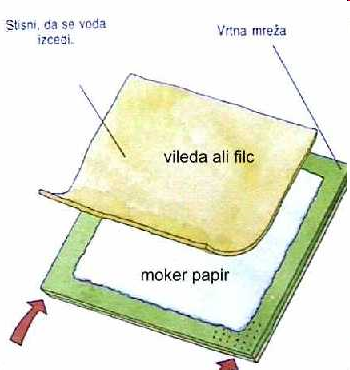 Stisni, da se voda
izcedi.
Vrtna mreža
vileda ali filc
moker papir